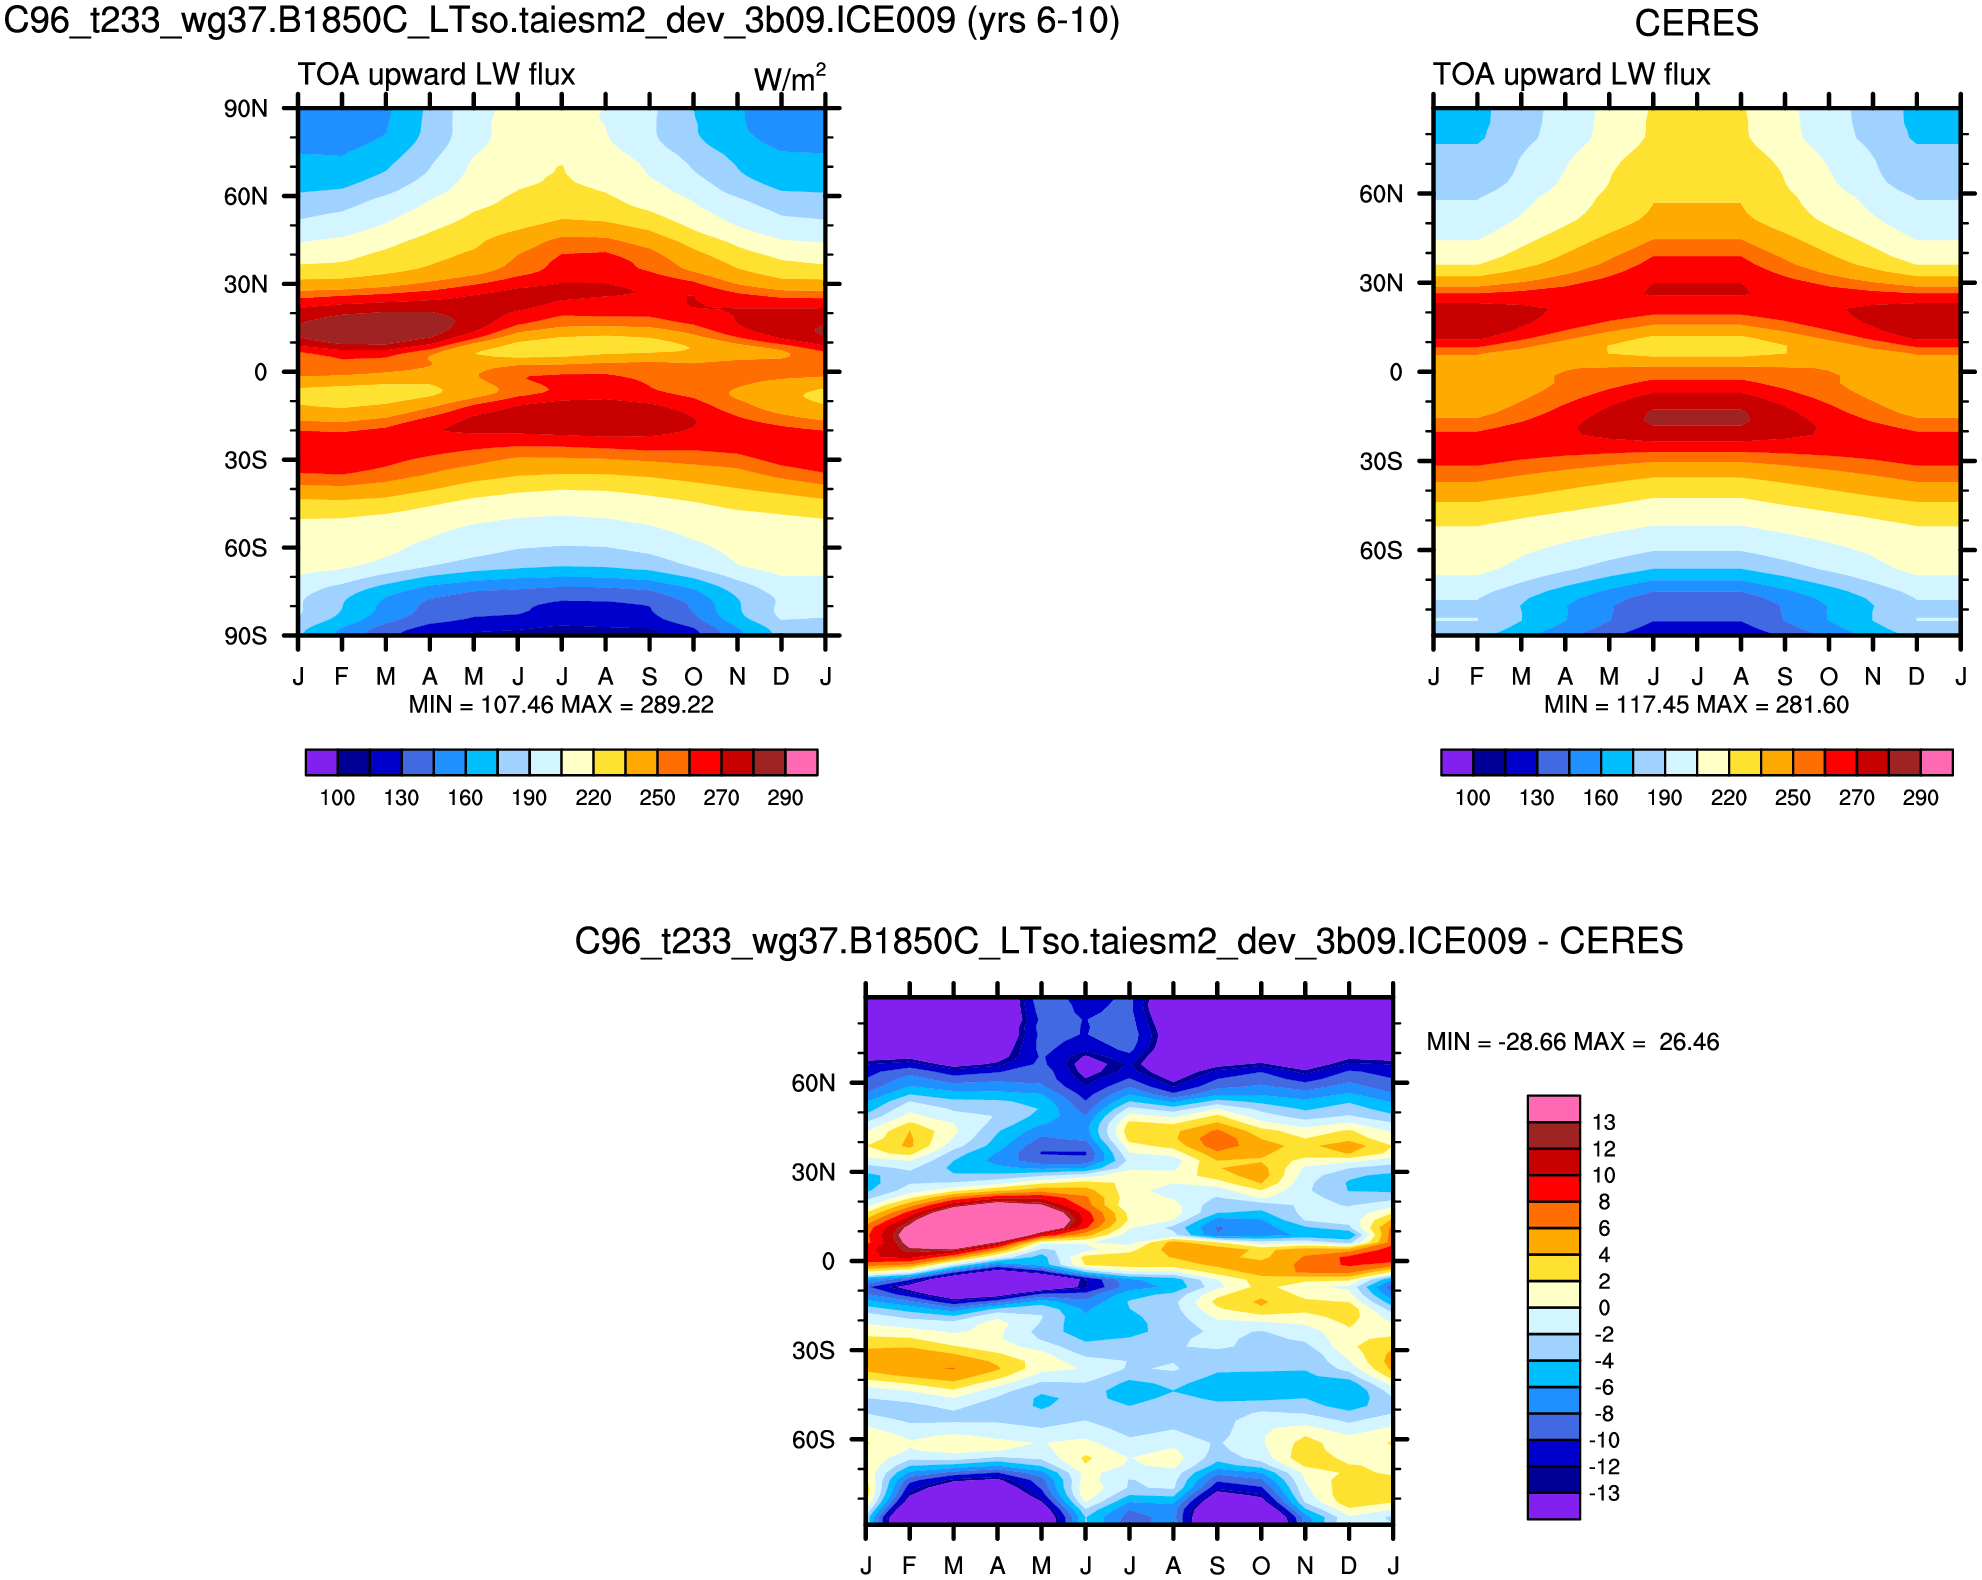 C96_t233_wg37.B1850C_LTso.taiesm2_dev_3b09.ICE009 (yrs 6-10)
TOA upward LW flux W/m²
90N
60N
30N
0
30S
60S
90S
J F M A M J J A S O N D J
MIN = 107.46 MAX = 289.22
100 130 160 190 220 250 270 290
CERES
TOA upward LW flux
60N
30N
0
30S
60S
J F M A M J J A S O N D J
MIN = 117.45 MAX = 281.60
100 130 160 190 220 250 270 290
C96_t233_wg37.B1850C_LTso.taiesm2_dev_3b09.ICE009 - CERES
60N
30N
0
30S
60S
J F M A M J J A S O N D J
MIN = -28.66 MAX = 26.46
13
12
10
8
6
4
2
0
-2
-4
-6
-8
-10
-12
-13